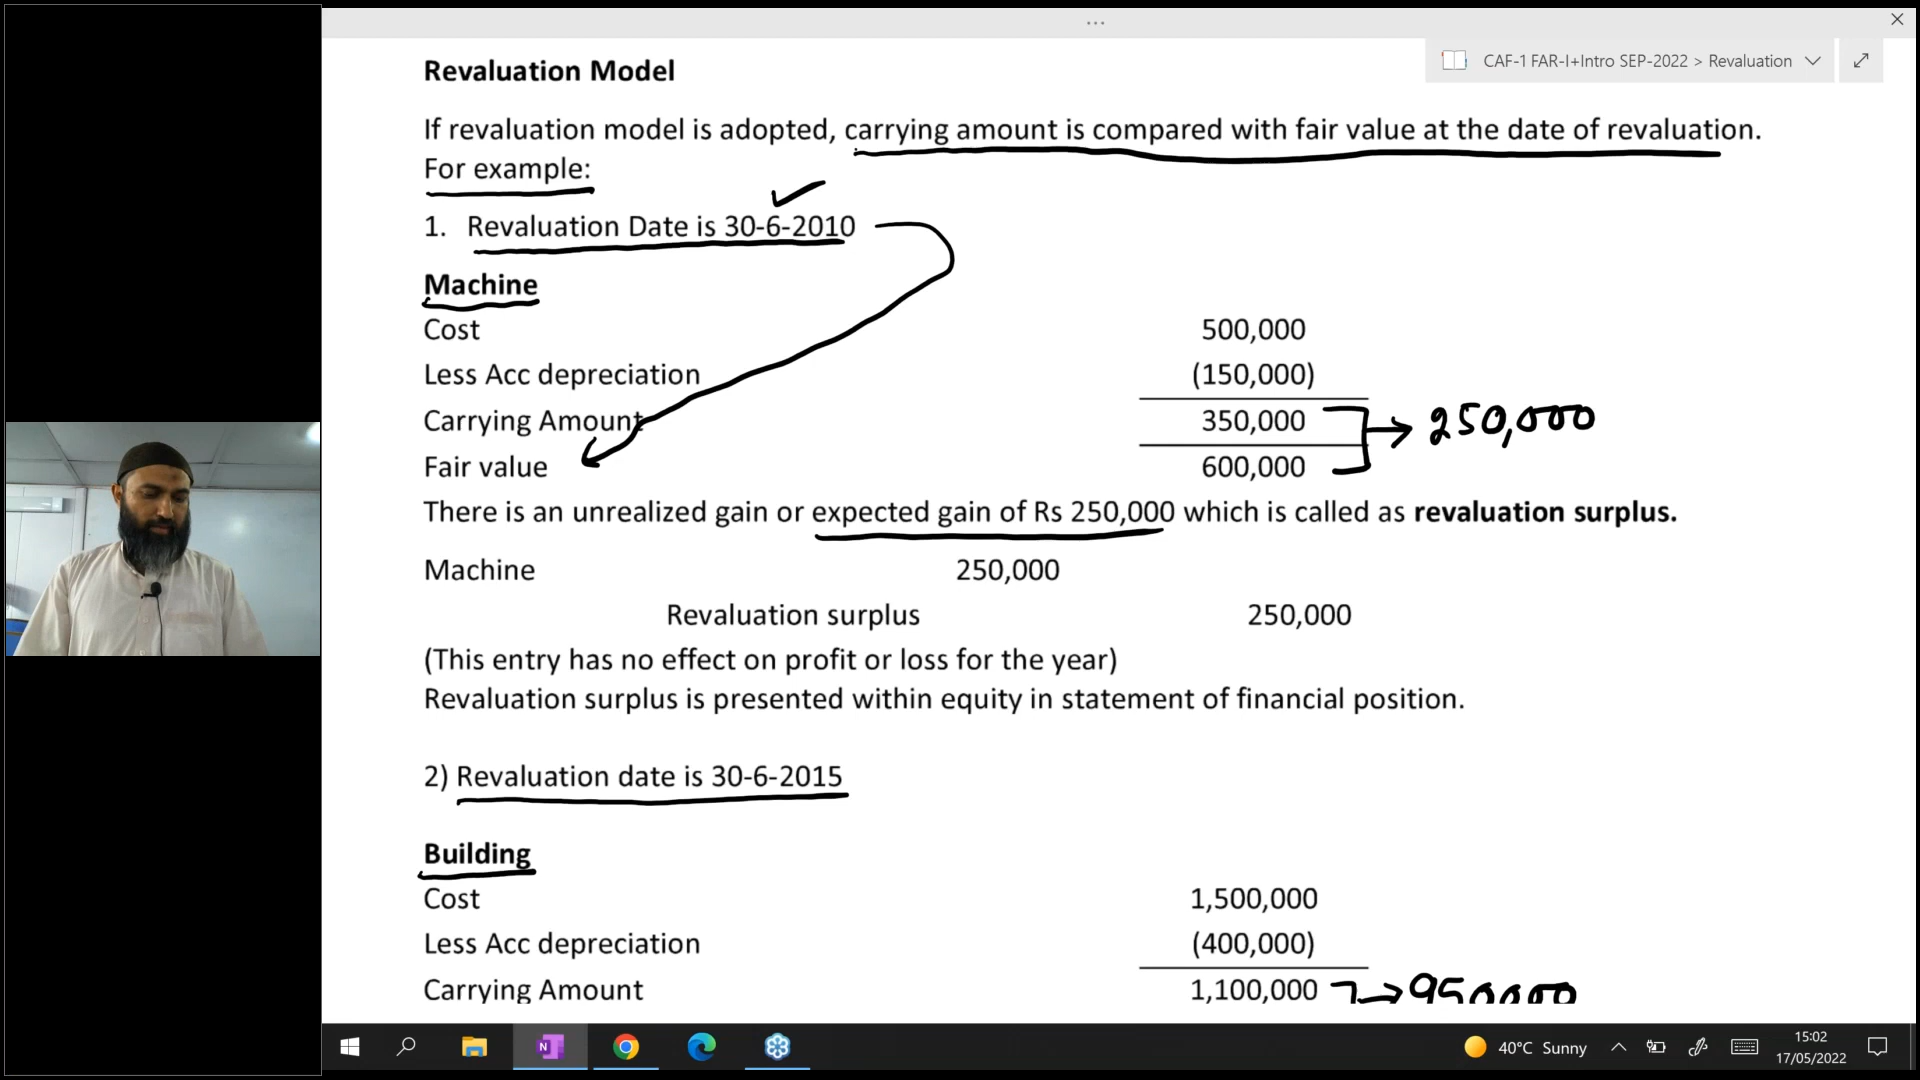 CAF-1 FAR-I+Intro SEP-2022 > Revaluation
Revaluation Model
If revaluation model is adopted, carrying amount is compared with fair value at the date of revaluation.
For example:
1. Revaluation Date is 30-6-2010
Machine
Cost 500,000
Less Acc depreciation (150,000)
Carrying Amount 350,000 250,000
Fair value 600,000
There is an unrealized gain or expected gain of Rs 250,000 which is called as revaluation surplus.
Machine 250,000
Revaluation surplus 250,000
(This entry has no effect on profit or loss for the year)
Revaluation surplus is presented within equity in statement of financial position.
2) Revaluation date is 30-6-2015
Building
Cost 1,500,000
Less Acc depreciation (400,000)
Carrying Amount 1,100,000
N 40°C Sunny 15:02
17/05/2022